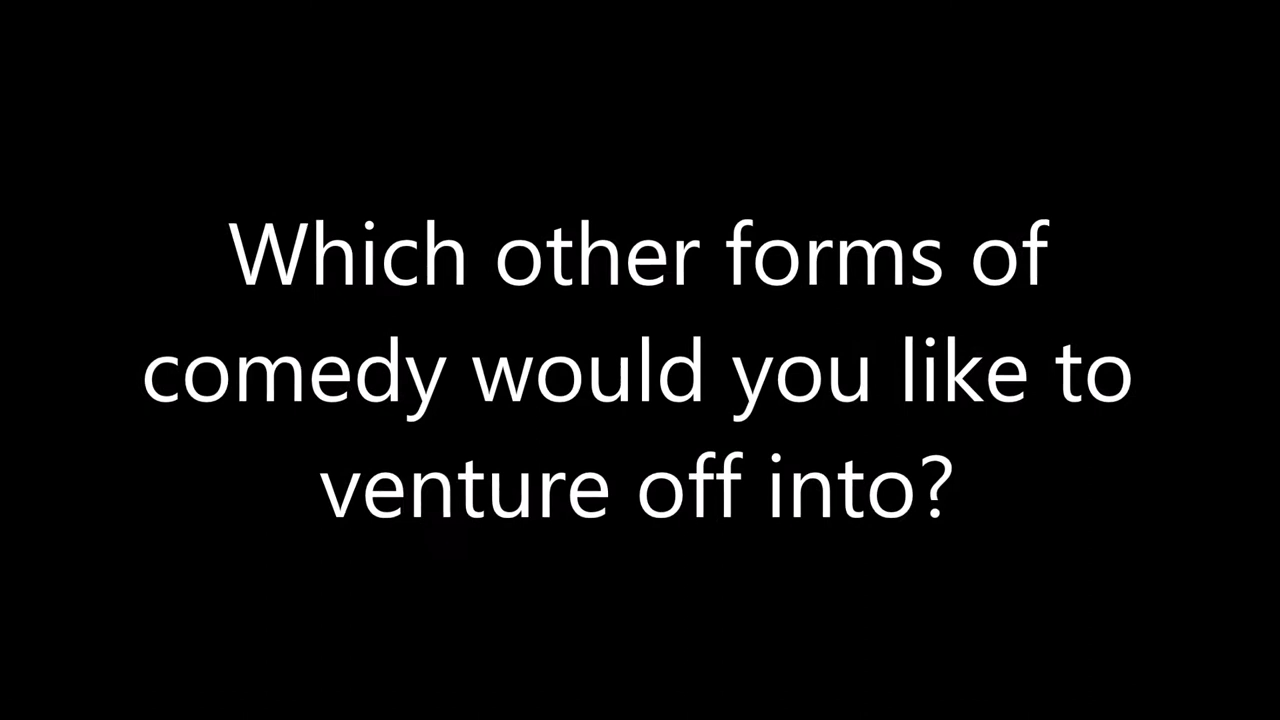 Which other forms of
comedy would you like to
venture off into?